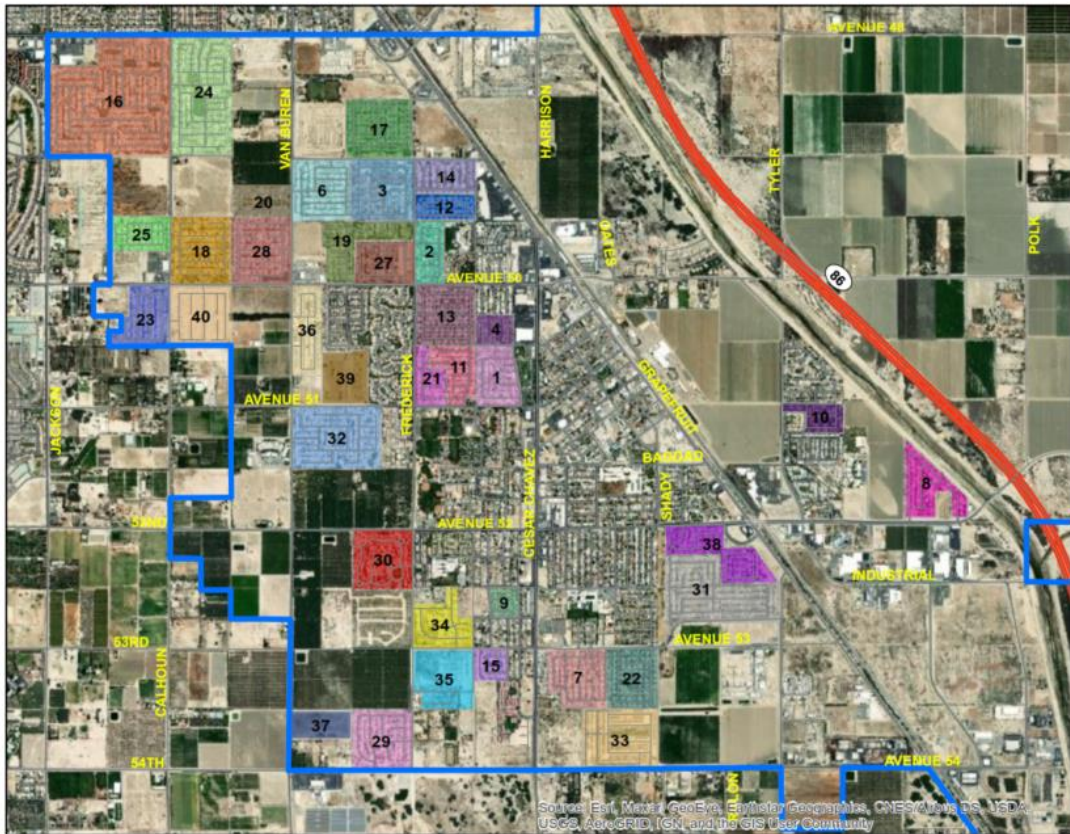 AVENUE 48
16
24
VAN BUREN
17
HARRISON
TYLER
14
6
3
20
12
POLK
25
18
28
19
27
2
OATES
AVENUE 50
86
23
40
36
13
4
39
21
11
1
GRAPEFRUIT
JACKSON
AVENUE 51
FREDERICK
10
32
BAGDAD
CESAR CHAVEZ
SHADY
8
52ND
AVENUE 52
30
38
INDUSTRIAL
31
9
34
53RD
AVENUE 53
CALHOUN
35
15
7
22
37
29
33
54TH
AVENUE 54
Source: Esri, Maxar, GeoEye, Earthstar Geographics, CNES/Airbus DS, USDA,
USGS, AeroGRID, IGN, and the GIS User Community